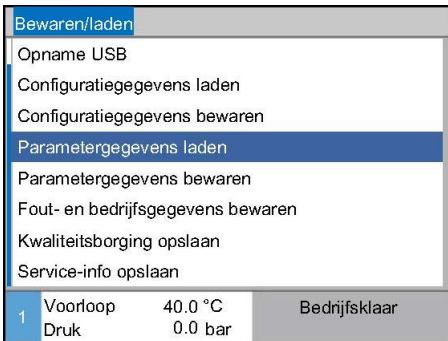 Bewaren/laden
Opname USB
Configuratiegegevens laden
Configuratiegegevens bewaren
Parametergegevens laden
Parametergegevens bewaren
Fout- en bedrijfsgegevens bewaren
Kwaliteitsborging opslaan
Service-info opslaan
1 Voorloop 40.0 °C Bedrijfsklaar
Druk 0.0 bar